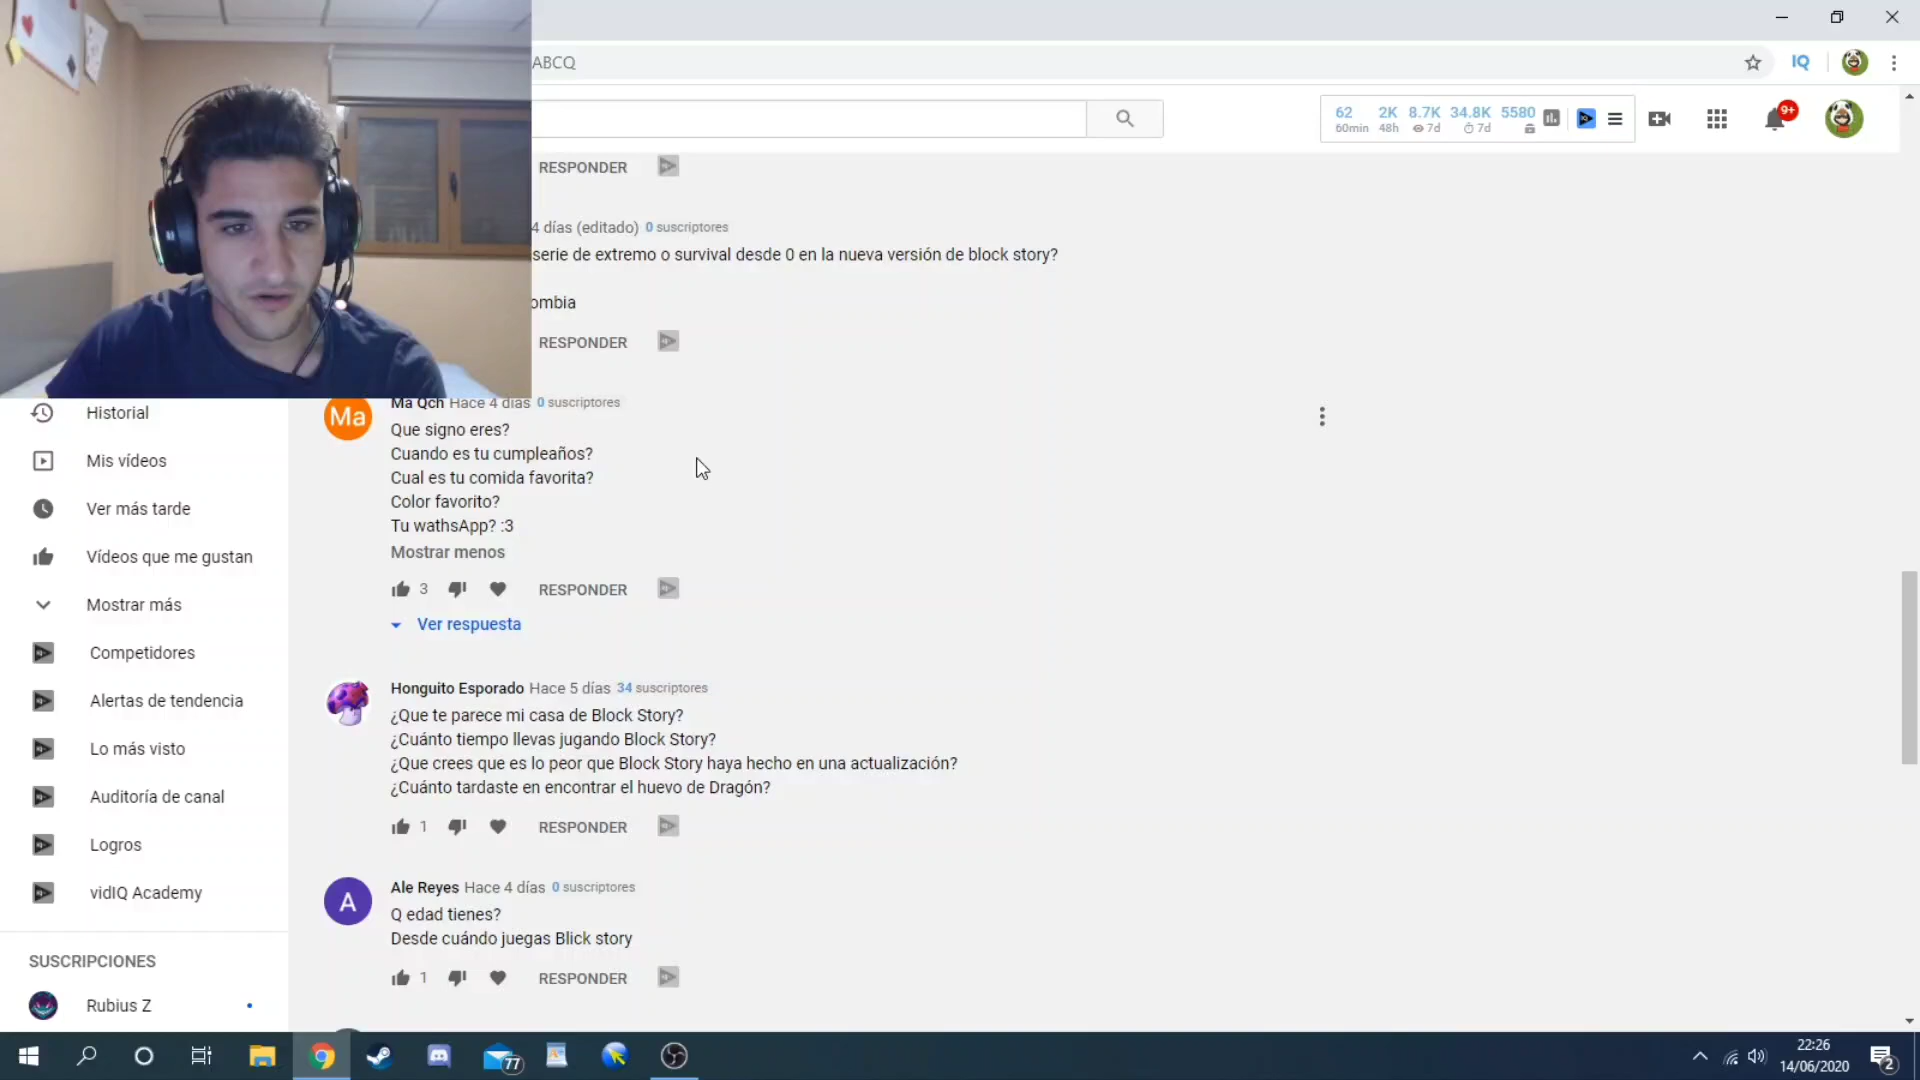 ABCQ
62 2K 8.7K 34.8K 5580
60min 48h 7d 7d
9+
RESPONDER
4 días (editado) 0 suscriptores
serie de extremo o survival desde 0 en la nueva versión de block story?
ombia
RESPONDER
Ma Qch Hace 4 días 0 suscriptores
Que signo eres?
Cuando es tu cumpleaños?
Cual es tu comida favorita?
Color favorito?
Tu wathsApp? :3
Mostrar menos
3 RESPONDER
Ver respuesta
Honguito Esporado Hace 5 días 34 suscriptores
¿Que te parece mi casa de Block Story?
¿Cuánto tiempo llevas jugando Block Story?
¿Que crees que es lo peor que Block Story haya hecho en una actualización?
¿Cuánto tardaste en encontrar el huevo de Dragón?
1 RESPONDER
Ale Reyes Hace 4 días 0 suscriptores
Q edad tienes?
Desde cuándo juegas Blick story
1 RESPONDER
Historial
Mis vídeos
Ver más tarde
Vídeos que me gustan
Mostrar más
Competidores
Alertas de tendencia
Lo más visto
Auditoría de canal
Logros
vidIQ Academy
SUSCRIPCIONES
Rubius Z
Ma
A
IQ
77
22:26
14/06/2020
2